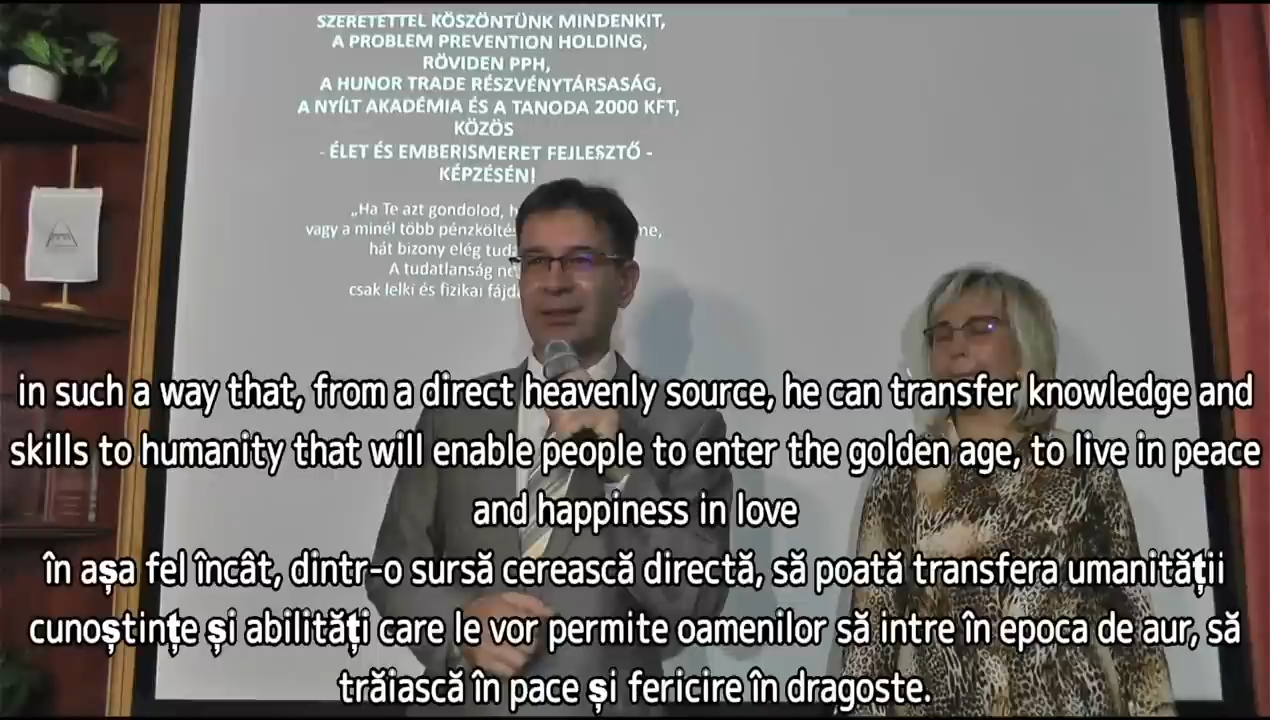 SZERETETTEL KÖSZÖNTÜNK MINDENKIT,
A PROBLEM PREVENTION HOLDING,
RÖVIDEN PPH,
A HUNOR TRADE RÉSZVÉNYTÁRSASÁG,
A NYÍLT AKADÉMIA ÉS A TANODA 2000 KFT,
KÖZÖS
- ÉLET ÉS EMBERISMERET FEJLESZTŐ -
KÉPZÉSÉN!
„Ha Te azt gondolod,
vagy a minél több
hát bizony elég
A tudatlanság
csak lelki és fizikai
in such a way that, from a direct heavenly source, he can transfer knowledge and
skills to humanity that will enable people to enter the golden age, to live in peace
and happiness in love
în așa fel încât, dintr-o sursă cerească directă, să poată transfera umanității
cunoștințe și abilități care le vor permite oamenilor să intre în epoca de aur, să
trăiască în pace și fericire în dragoste.